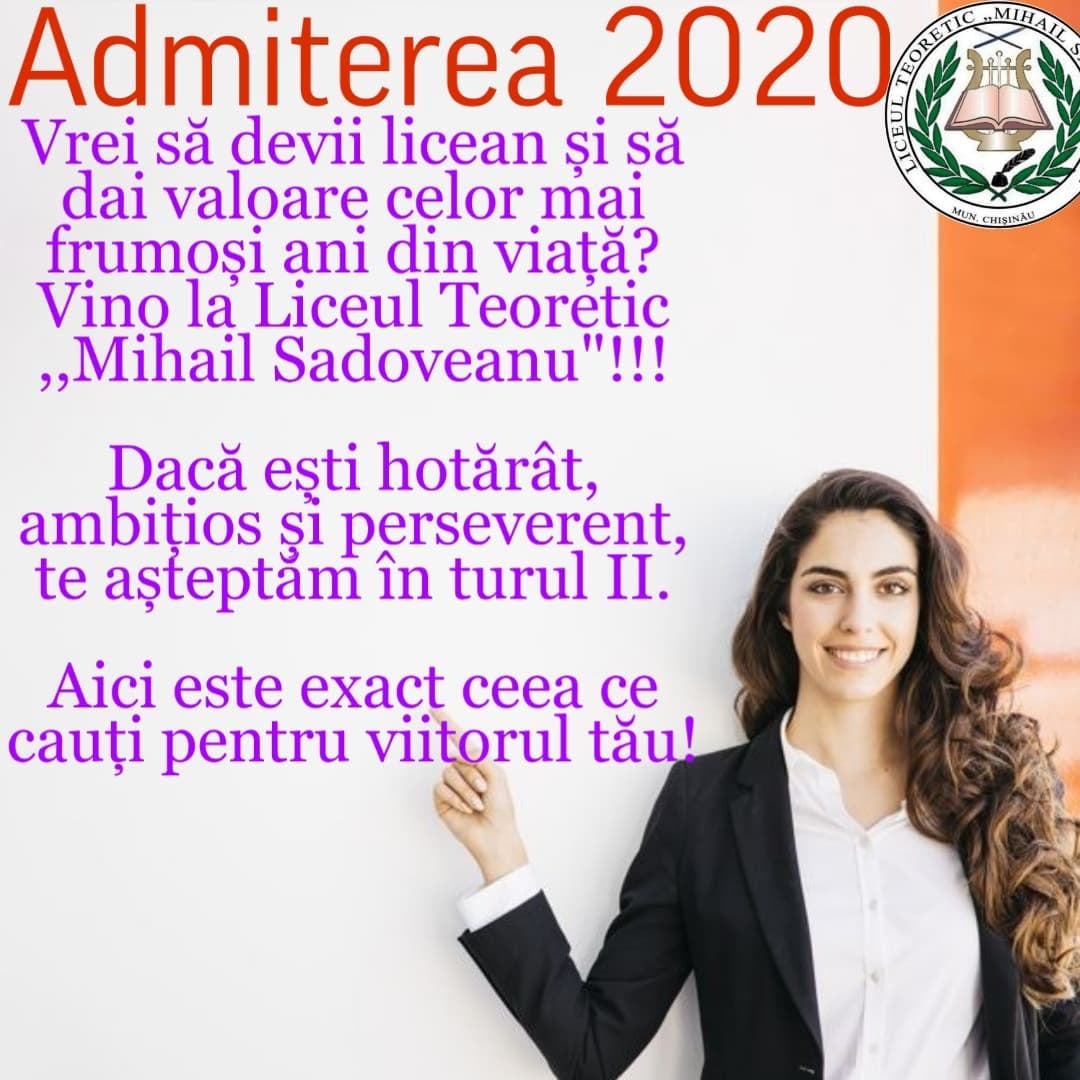 Admiterea 2020
Vrei să devii licean și să
dai valoare celor mai
frumoși ani din viață?
Vino la Liceul Teoretic
,,Mihail Sadoveanu"!!!
Dacă ești hotărât,
ambițios și perseverent,
te așteptăm în turul II.
Aici este exact ceea ce
cauți pentru viitorul tău!
LICEUL TEORETIC „MIHAIL
MUN. CHIȘINĂU